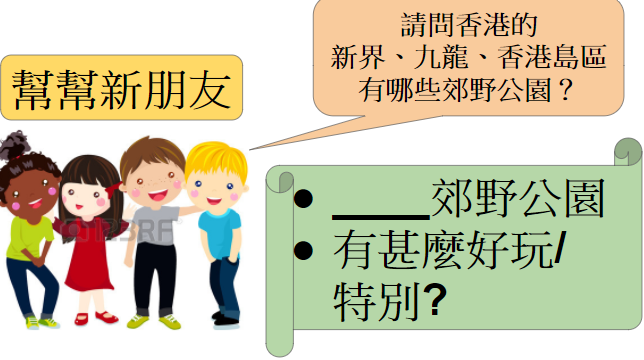 請問香港的
新界、九龍、香港島區
有哪些郊野公園？
幫幫新朋友
● ____郊野公園
● 有甚麼好玩/
特別?